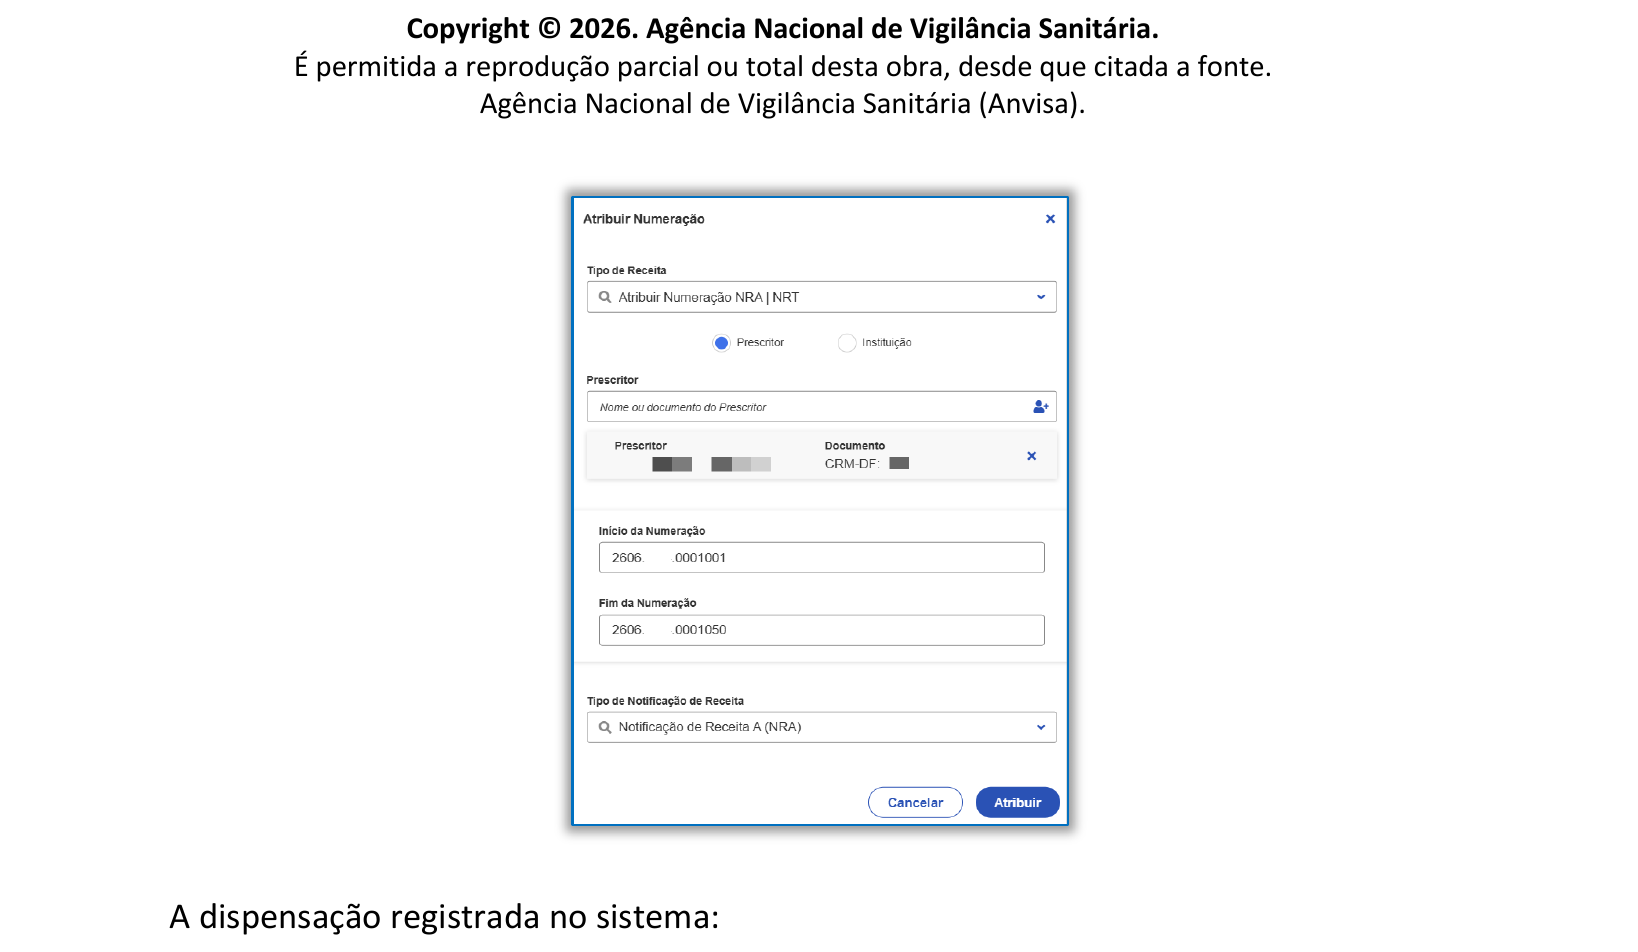 Copyright © 2026. Agência Nacional de Vigilância Sanitária.
É permitida a reprodução parcial ou total desta obra, desde que citada a fonte.
Agência Nacional de Vigilância Sanitária (Anvisa).
Atribuir Numeração
Tipo de Receita
Atribuir Numeração NRA | NRT
Prescritor Instituição
Prescritor
Nome ou documento do Prescritor
Prescritor Documento
CRM-DF:
Início da Numeração
2606. .0001001
Fim da Numeração
2606. .0001050
Tipo de Notificação de Receita
Notificação de Receita A (NRA)
Cancelar Atribuir
A dispensação registrada no sistema: